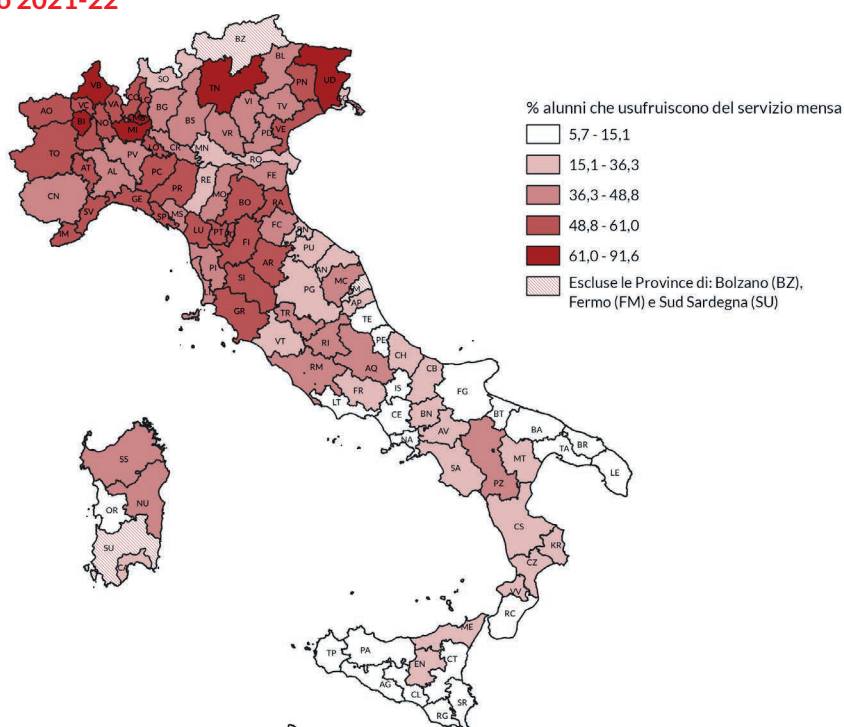 o 2021-22
BZ
SO
TN
BL
UD
PN
VB
CO
LC
VA
BG
VI
TV
AO
VC
BI
NO
MI
BS
VR
PD
VE
TO
LO
CR
MN
RO
PV
AT
AL
PC
PR
RE
MO
FE
CN
GE
BO
RA
SV
SP
MS
FC
IM
LU
PT
FI
RN
PU
PI
AR
AN
SI
MC
PG
AP
GR
TR
TE
VT
RI
PE
RM
AQ
CH
CB
FR
IS
FG
LT
CE
BN
BT
BA
NA
AV
BR
TA
MT
SA
LE
PZ
SS
NU
OR
CS
SU
KR
CA
CZ
VV
RC
ME
TP
PA
EN
CT
AG
CL
SR
RG
% alunni che usufruiscono del servizio mensa
5,7 - 15,1
15,1 - 36,3
36,3 - 48,8
48,8 - 61,0
61,0 - 91,6
Escluse le Province di: Bolzano (BZ),
Fermo (FM) e Sud Sardegna (SU)